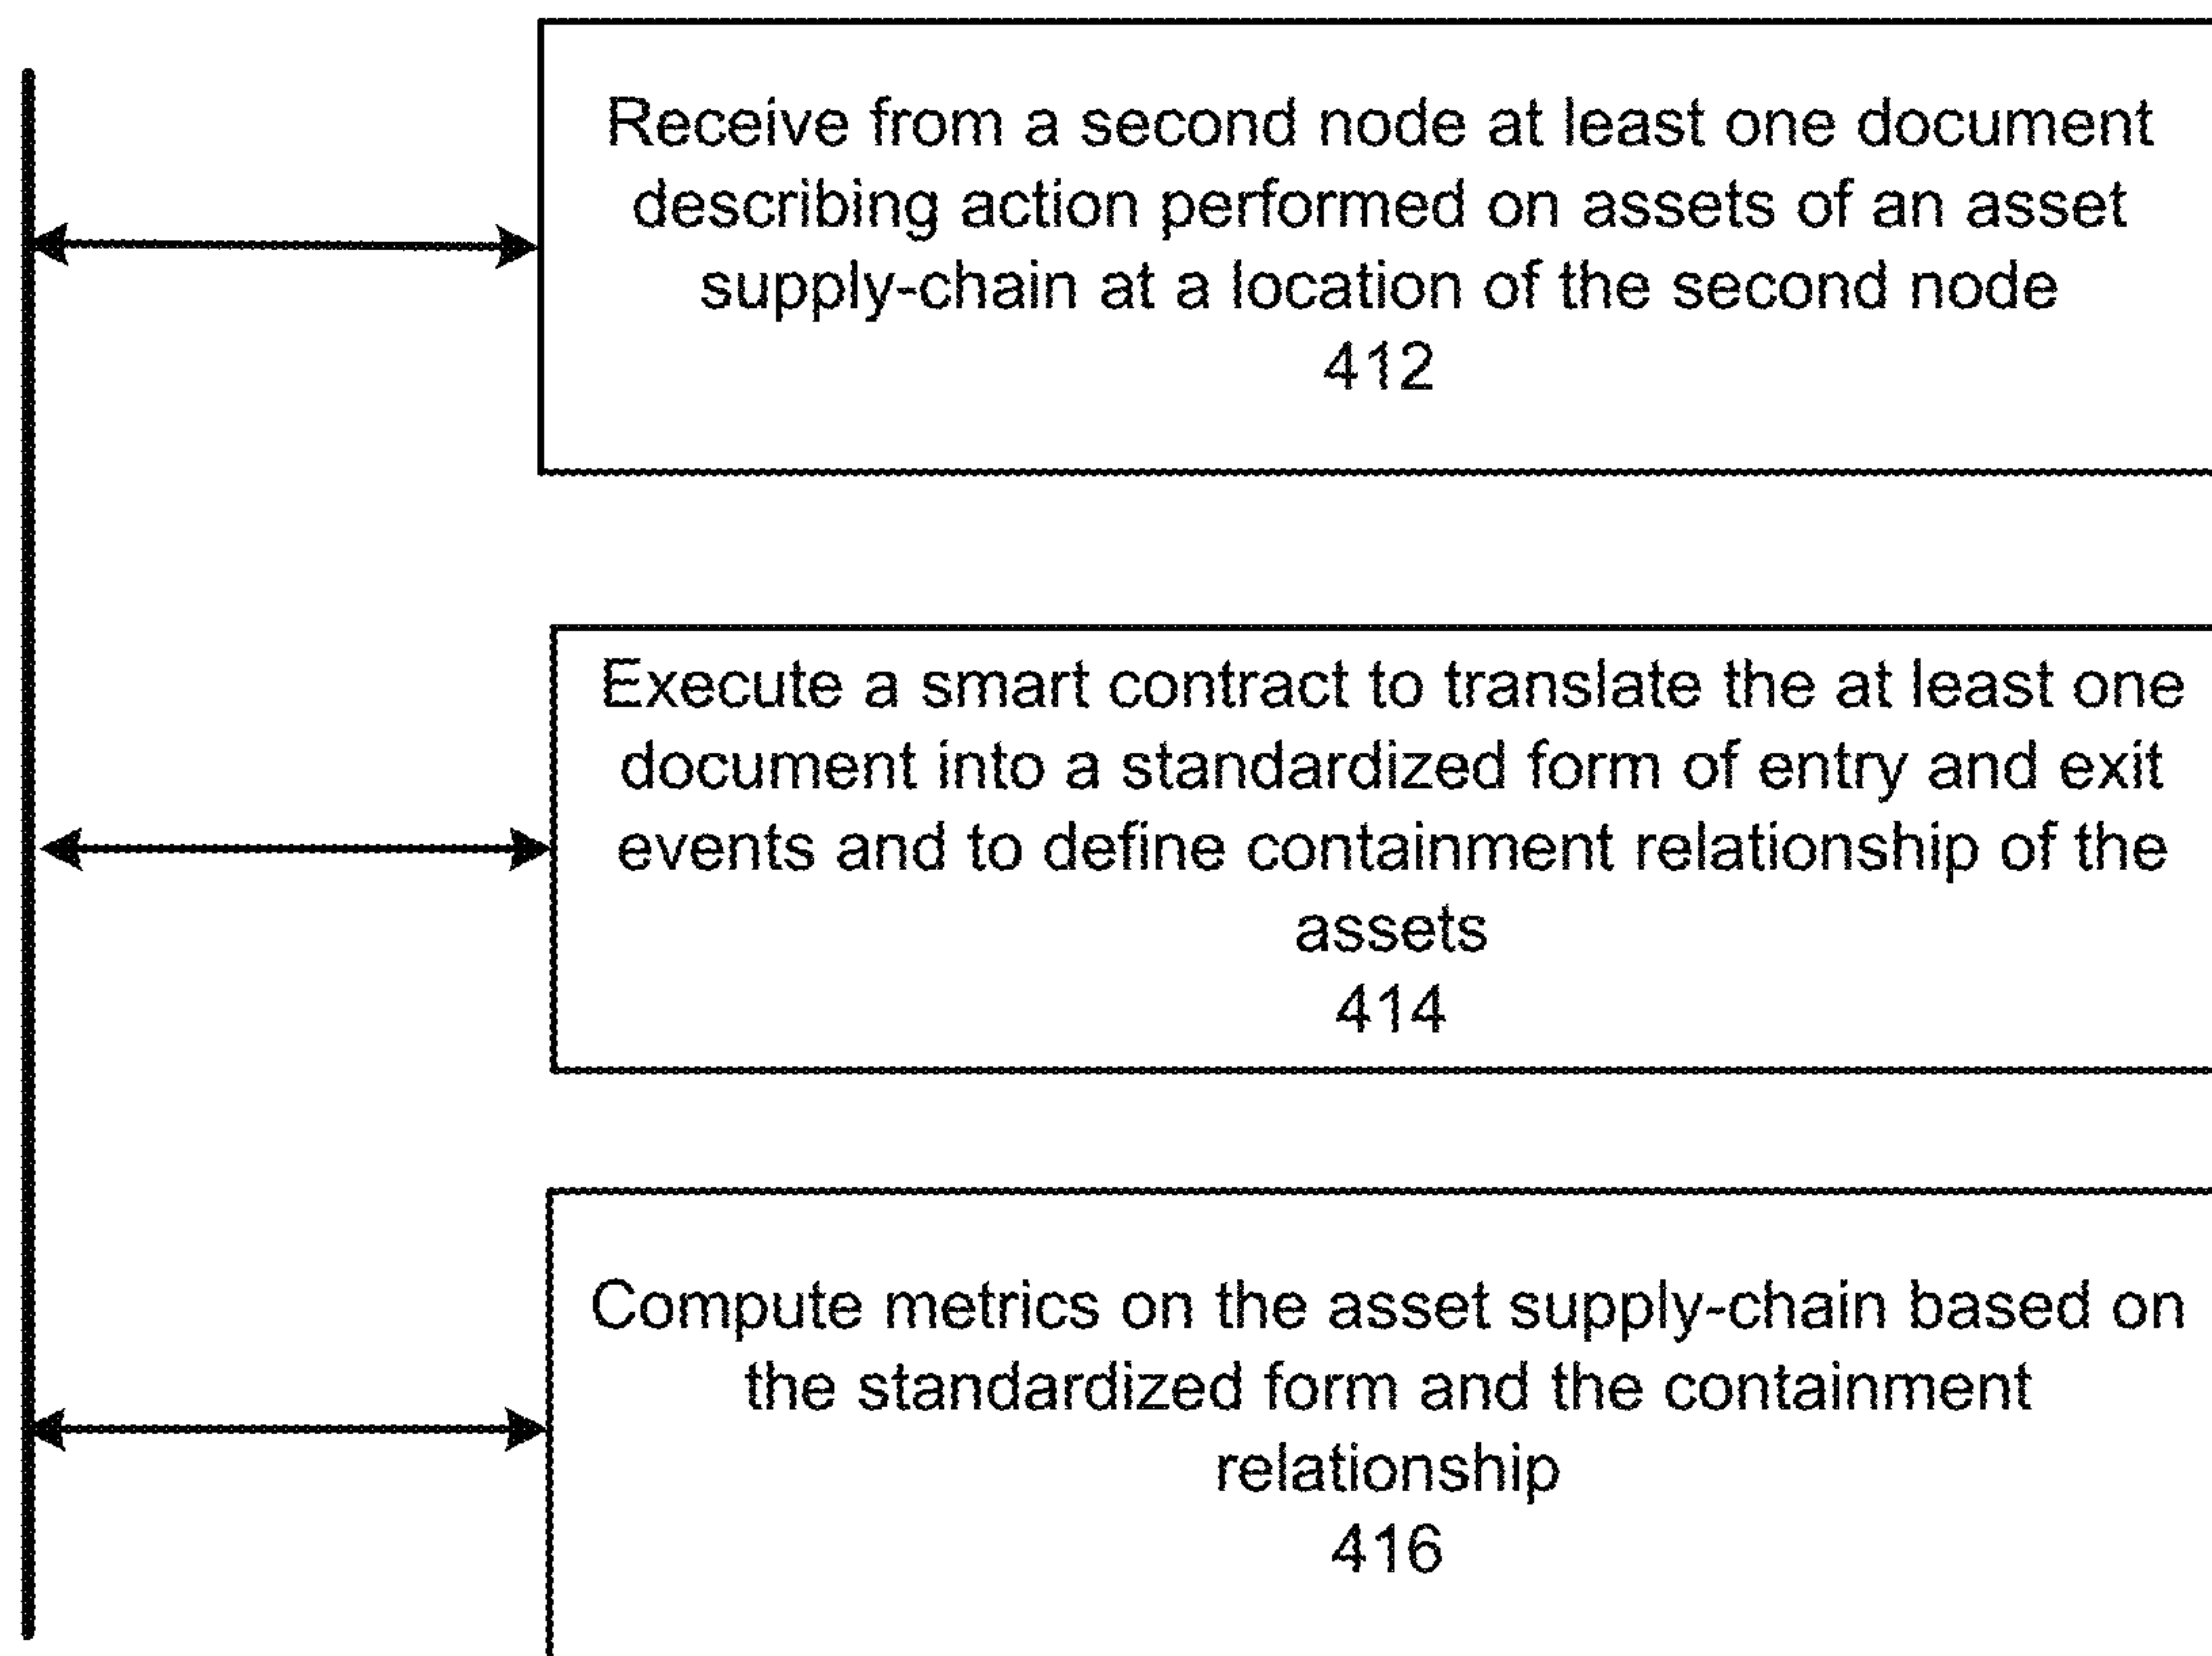 Receive from a second node at least one document
describing action performed on assets of an asset
supply-chain at a location of the second node
412
Execute a smart contract to translate the at least one
document into a standardized form of entry and exit
events and to define containment relationship of the
assets
414
Compute metrics on the asset supply-chain based on
the standardized form and the containment
relationship
416